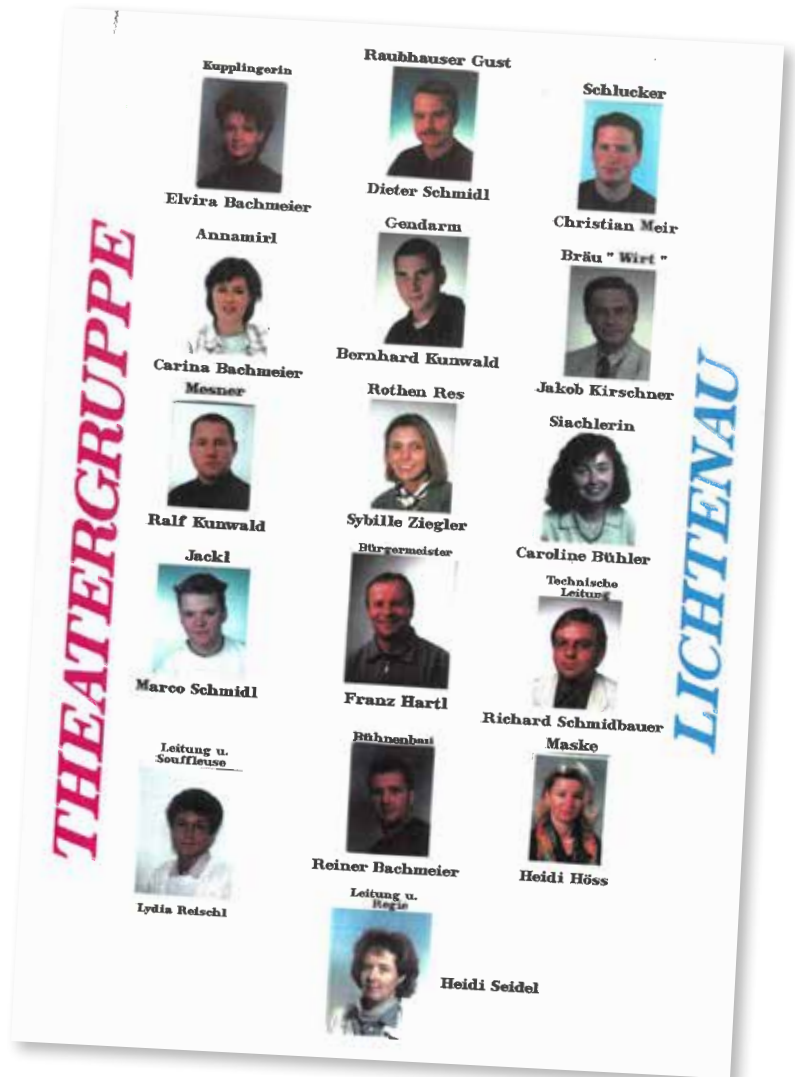 THEATERGRUPPE
LICHTENAU
Kupplingerin
Elvira Bachmeier
Raubhauser Gust
Dieter Schmidl
Schlucker
Christian Meir
Annamirl
Carina Bachmeier
Gendarm
Bernhard Kunwald
Bräu " Wirt "
Jakob Kirschner
Mesner
Ralf Kunwald
Rothen Res
Sybille Ziegler
Siachlerin
Caroline Bühler
Jackl
Marco Schmidl
Bürgermeister
Franz Hartl
Technische
Leitung
Richard Schmidbauer
Leitung u.
Souffleuse
Lydia Reischl
Bühnenbau
Reiner Bachmeier
Maske
Heidi Höss
Leitung u.
Regie
Heidi Seidel